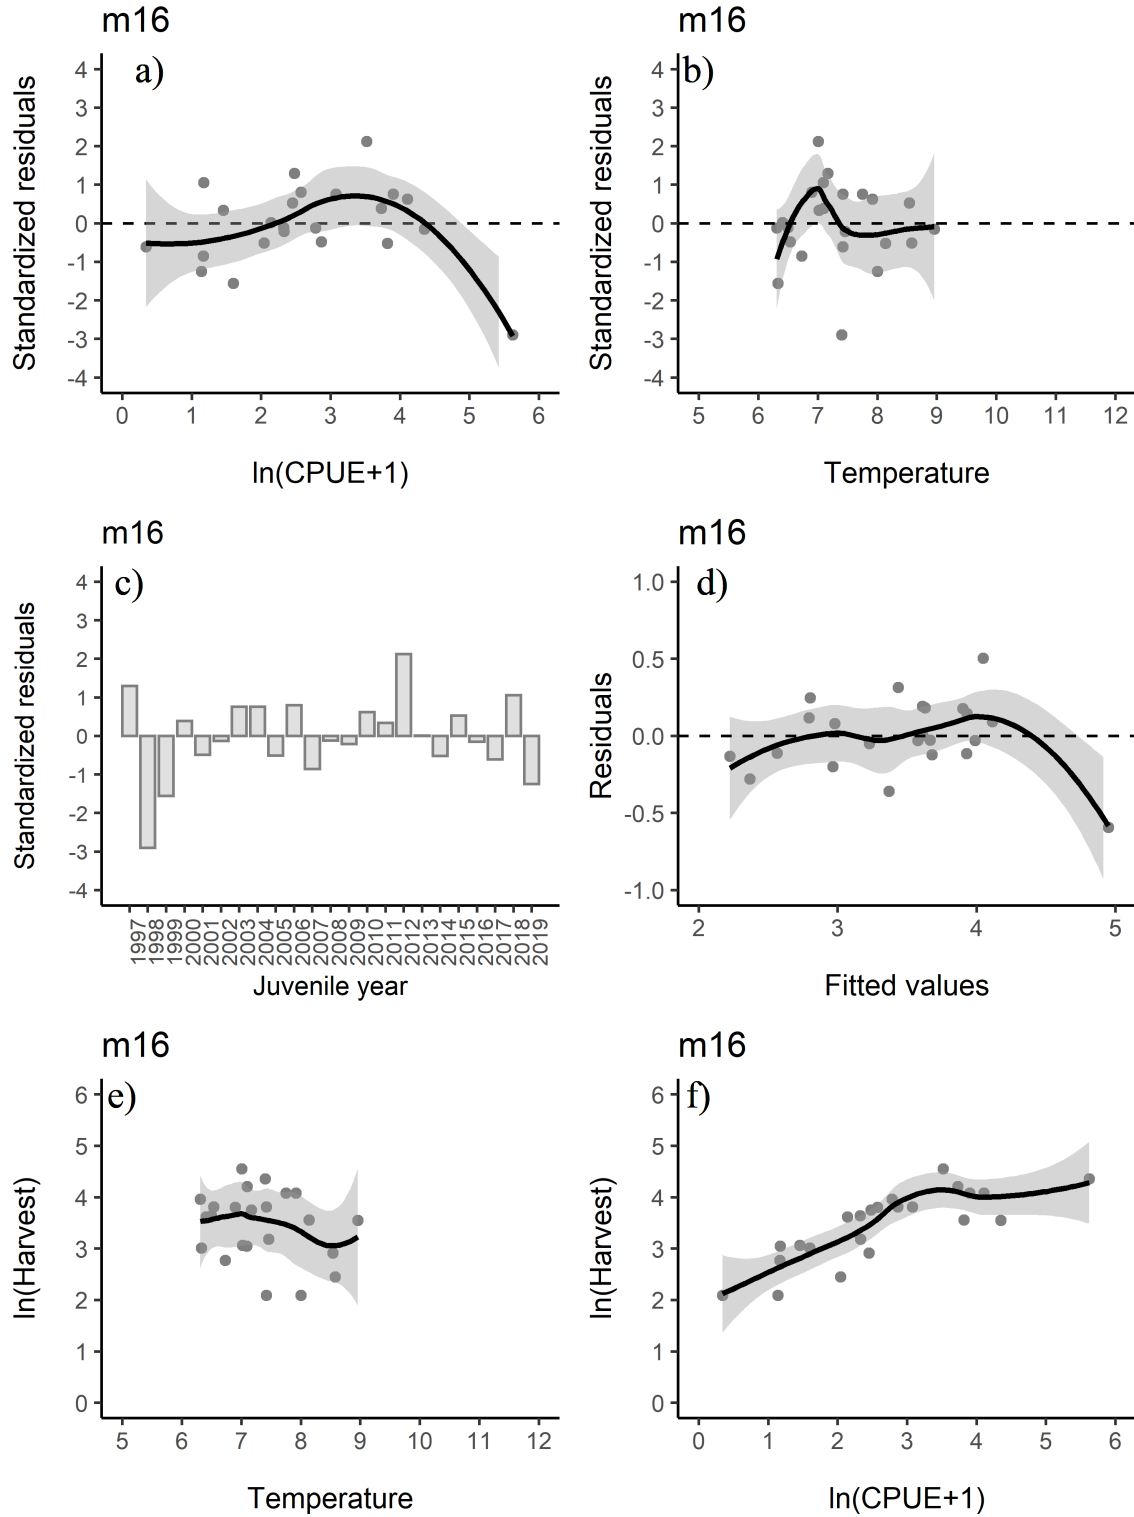 m16
a)
Standardized residuals
4
3
2
1
0
-1
-2
-3
-4
0 1 2 3 4 5 6
ln(CPUE+1)
m16
b)
Standardized residuals
4
3
2
1
0
-1
-2
-3
-4
5 6 7 8 9 10 11 12
Temperature
m16
c)
Standardized residuals
4
3
2
1
0
-1
-2
-3
-4
1997 1998 1999 2000 2001 2002 2003 2004 2005 2006 2007 2008 2009 2010 2011 2012 2013 2014 2015 2016 2017 2018 2019
Juvenile year
m16
d)
Residuals
1.0
0.5
0.0
-0.5
-1.0
2 3 4 5
Fitted values
m16
e)
ln(Harvest)
6
5
4
3
2
1
0
5 6 7 8 9 10 11 12
Temperature
m16
f)
ln(Harvest)
6
5
4
3
2
1
0
0 1 2 3 4 5 6
ln(CPUE+1)